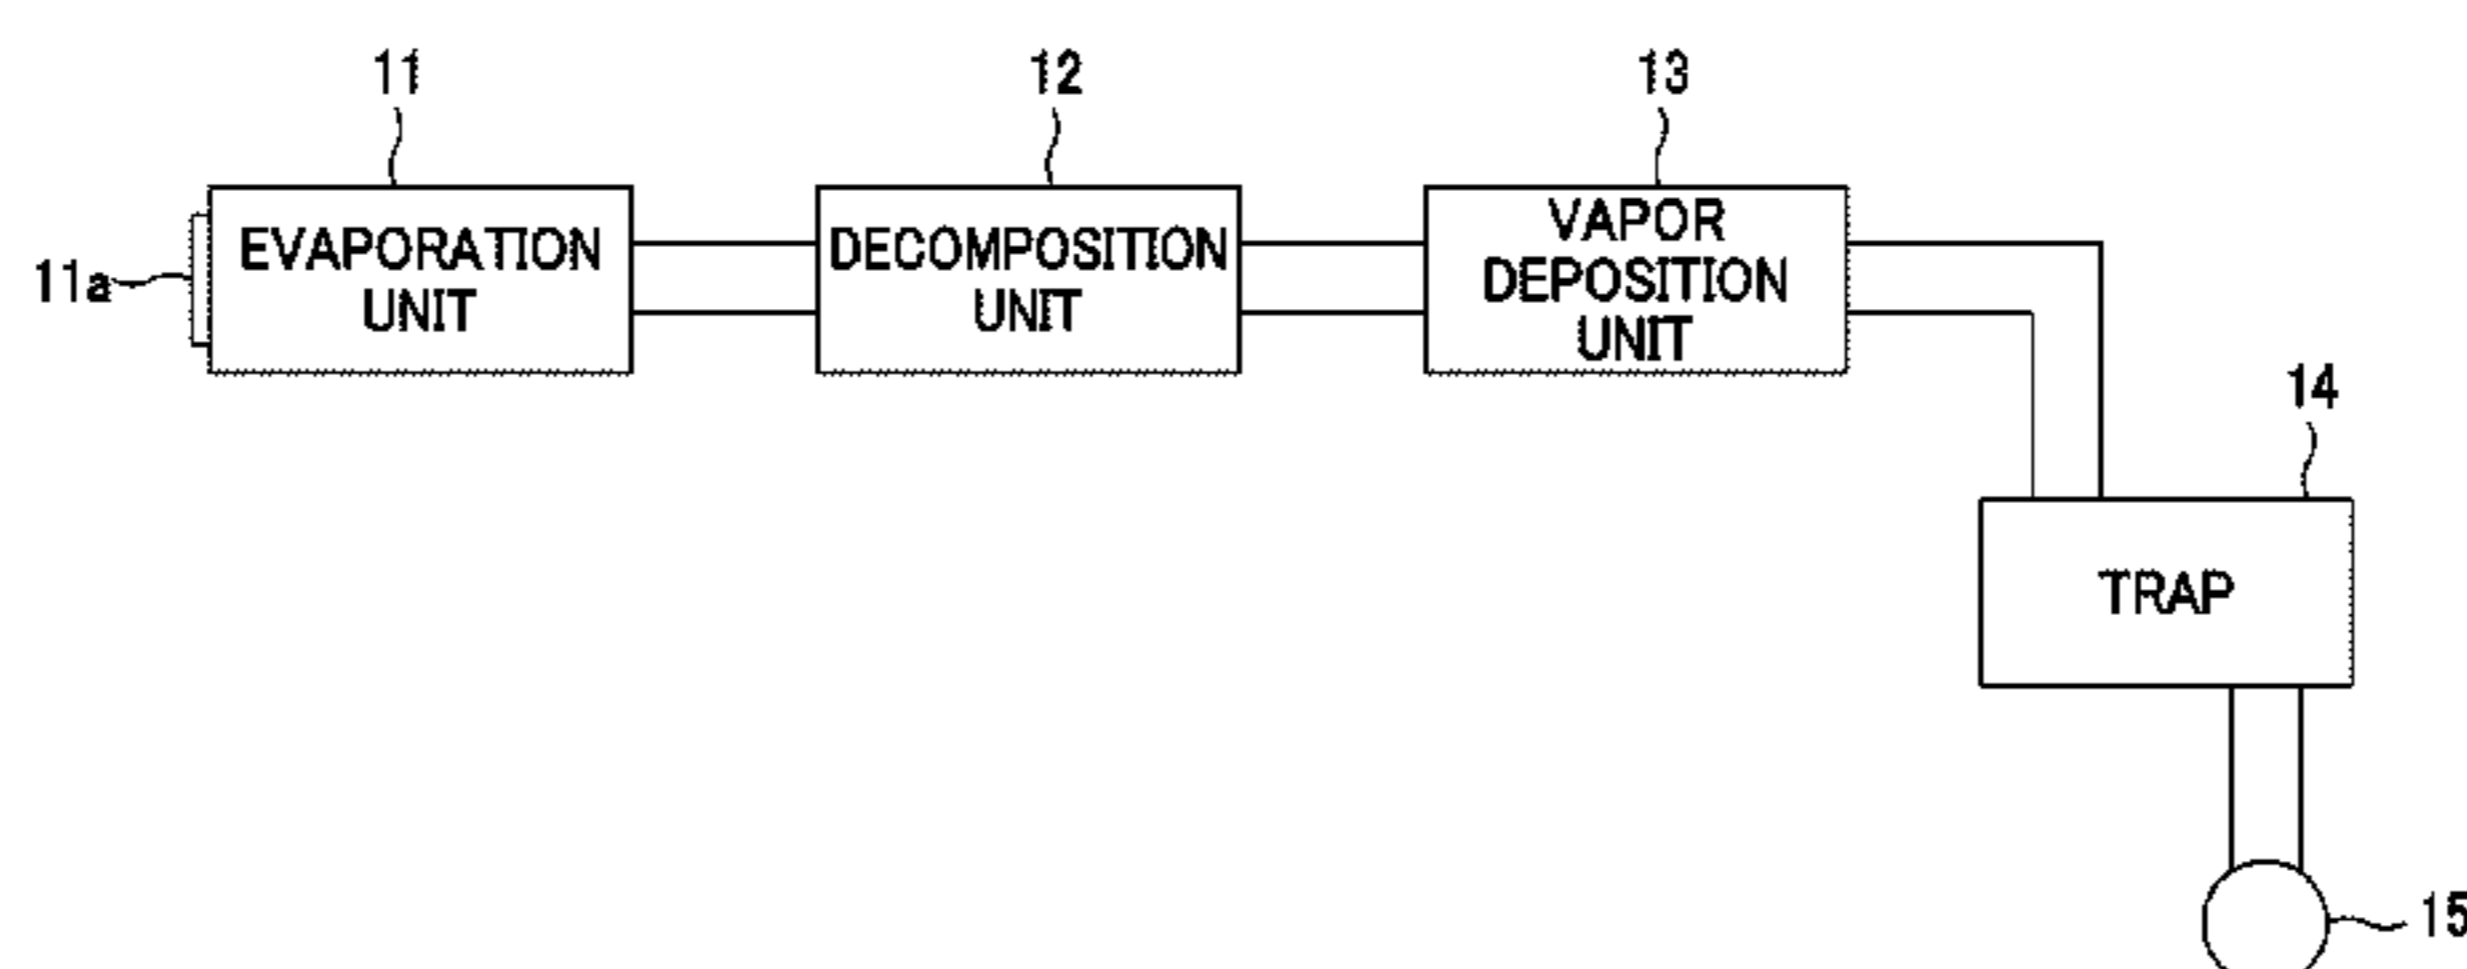 11
12
13
11a
EVAPORATION
UNIT
DECOMPOSITION
UNIT
VAPOR
DEPOSITION
UNIT
14
TRAP
15